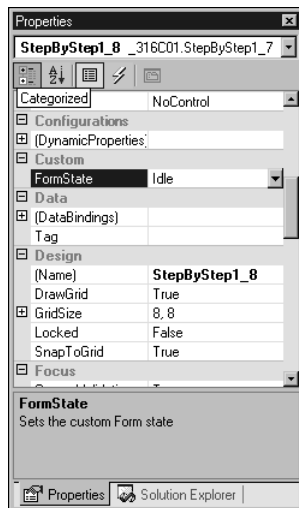 Properties
StepByStep1_8 _316C01.StepByStep1_7
Categorized
NoControl
Configurations
(DynamicProperties)
Custom
FormState Idle
Data
(DataBindings)
Tag
Design
(Name) StepByStep1_8
DrawGrid True
GridSize 8, 8
Locked False
SnapToGrid True
Focus
FormState
Sets the custom Form state
Properties Solution Explorer